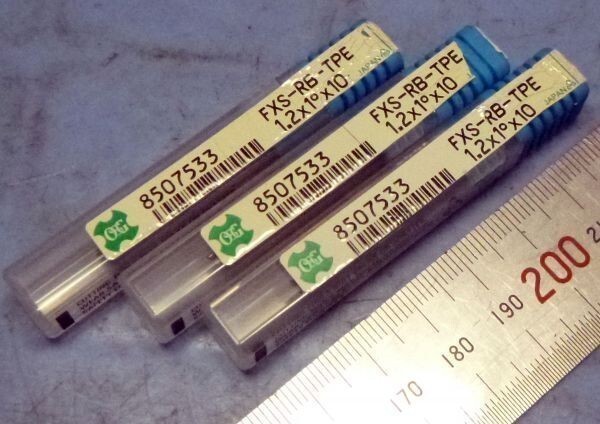 FXS-RB-TPE
1.2x1°x10
JAPAN
8507533
OSG
FXS-RB-TPE
1.2x1°x10
8507533
OSG
FXS-RB-TPE
1.2x1°x10
JAPAN
8507533
OSG
170
180
190
200